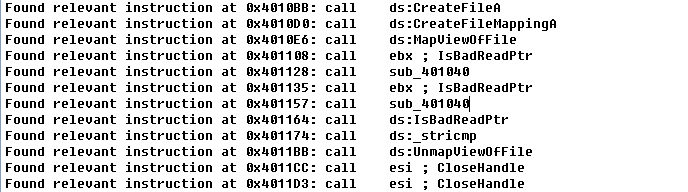 Found relevant instruction at 0x4010BB: call    ds:CreateFileA
Found relevant instruction at 0x4010D0: call    ds:CreateFileMappingA
Found relevant instruction at 0x4010E6: call    ds:MapViewOfFile
Found relevant instruction at 0x401108: call    ebx ; IsBadReadPtr
Found relevant instruction at 0x401128: call    sub_401040
Found relevant instruction at 0x401135: call    ebx ; IsBadReadPtr
Found relevant instruction at 0x401157: call    sub_401040
Found relevant instruction at 0x401164: call    ds:IsBadReadPtr
Found relevant instruction at 0x401174: call    ds:_stricmp
Found relevant instruction at 0x4011BB: call    ds:UnmapViewOfFile
Found relevant instruction at 0x4011CC: call    esi ; CloseHandle
Found relevant instruction at 0x4011D3: call    esi ; CloseHandle